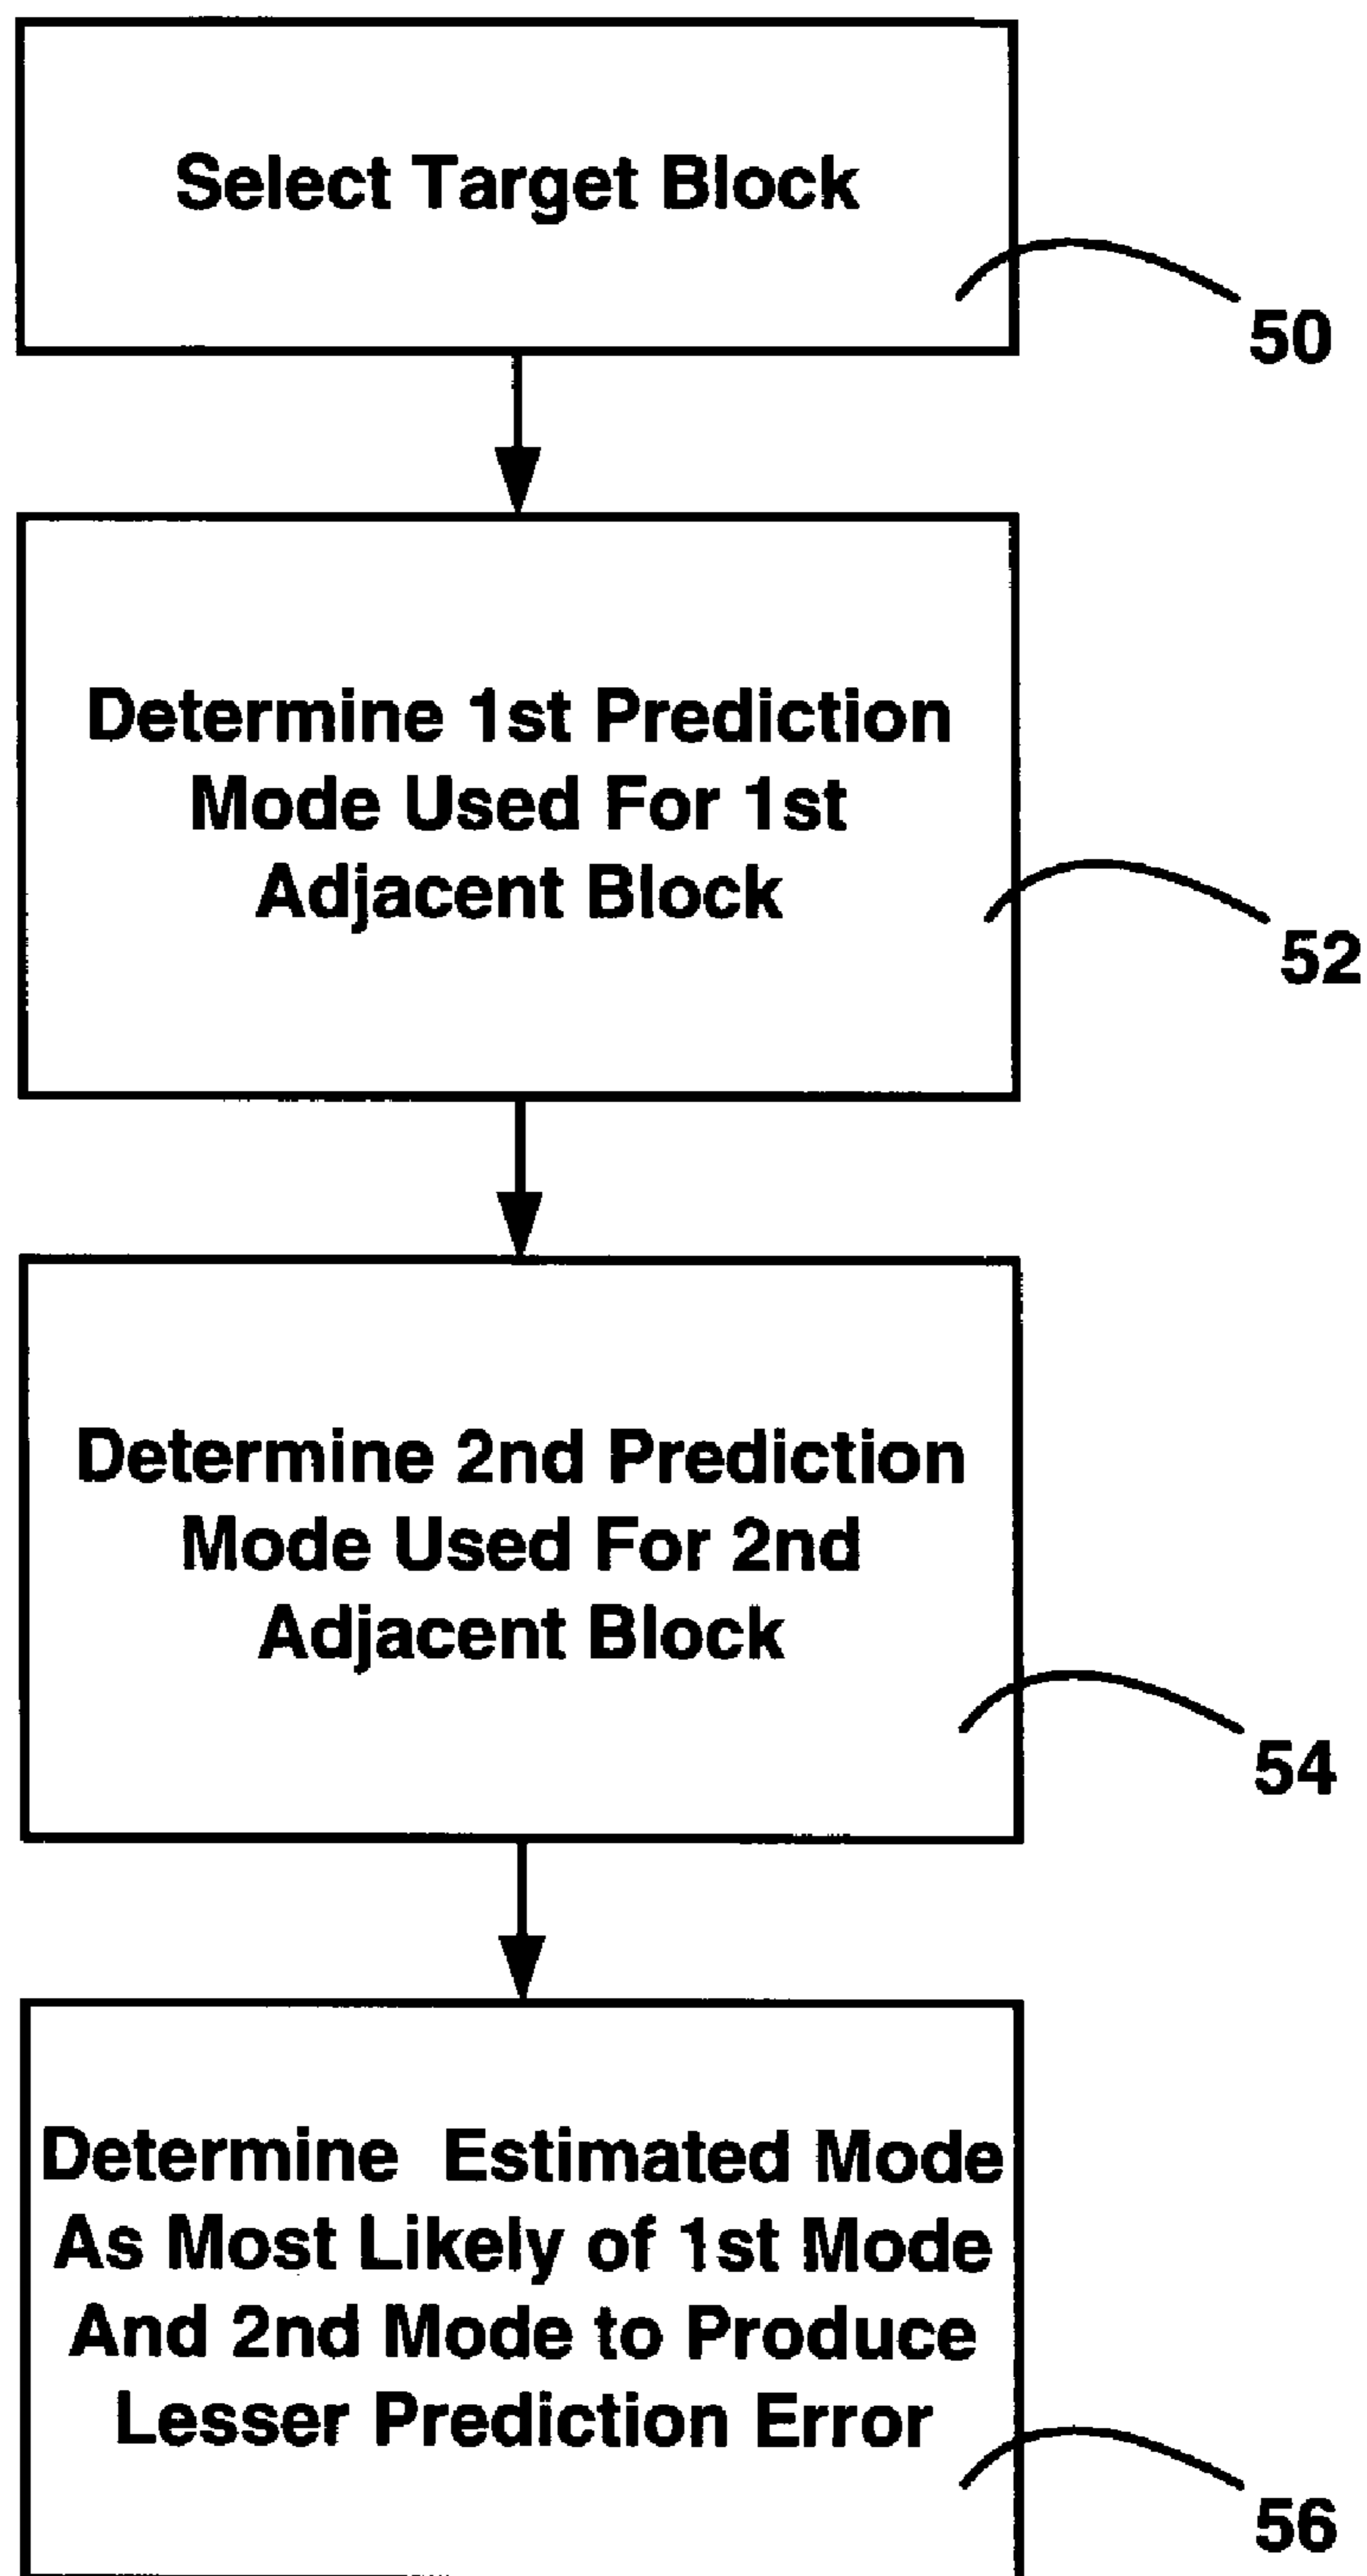 Select Target Block
50
Determine 1st Prediction
Mode Used For 1st
Adjacent Block
52
Determine 2nd Prediction
Mode Used For 2nd
Adjacent Block
54
Determine Estimated Mode
As Most Likely of 1st Mode
And 2nd Mode to Produce
Lesser Prediction Error
56